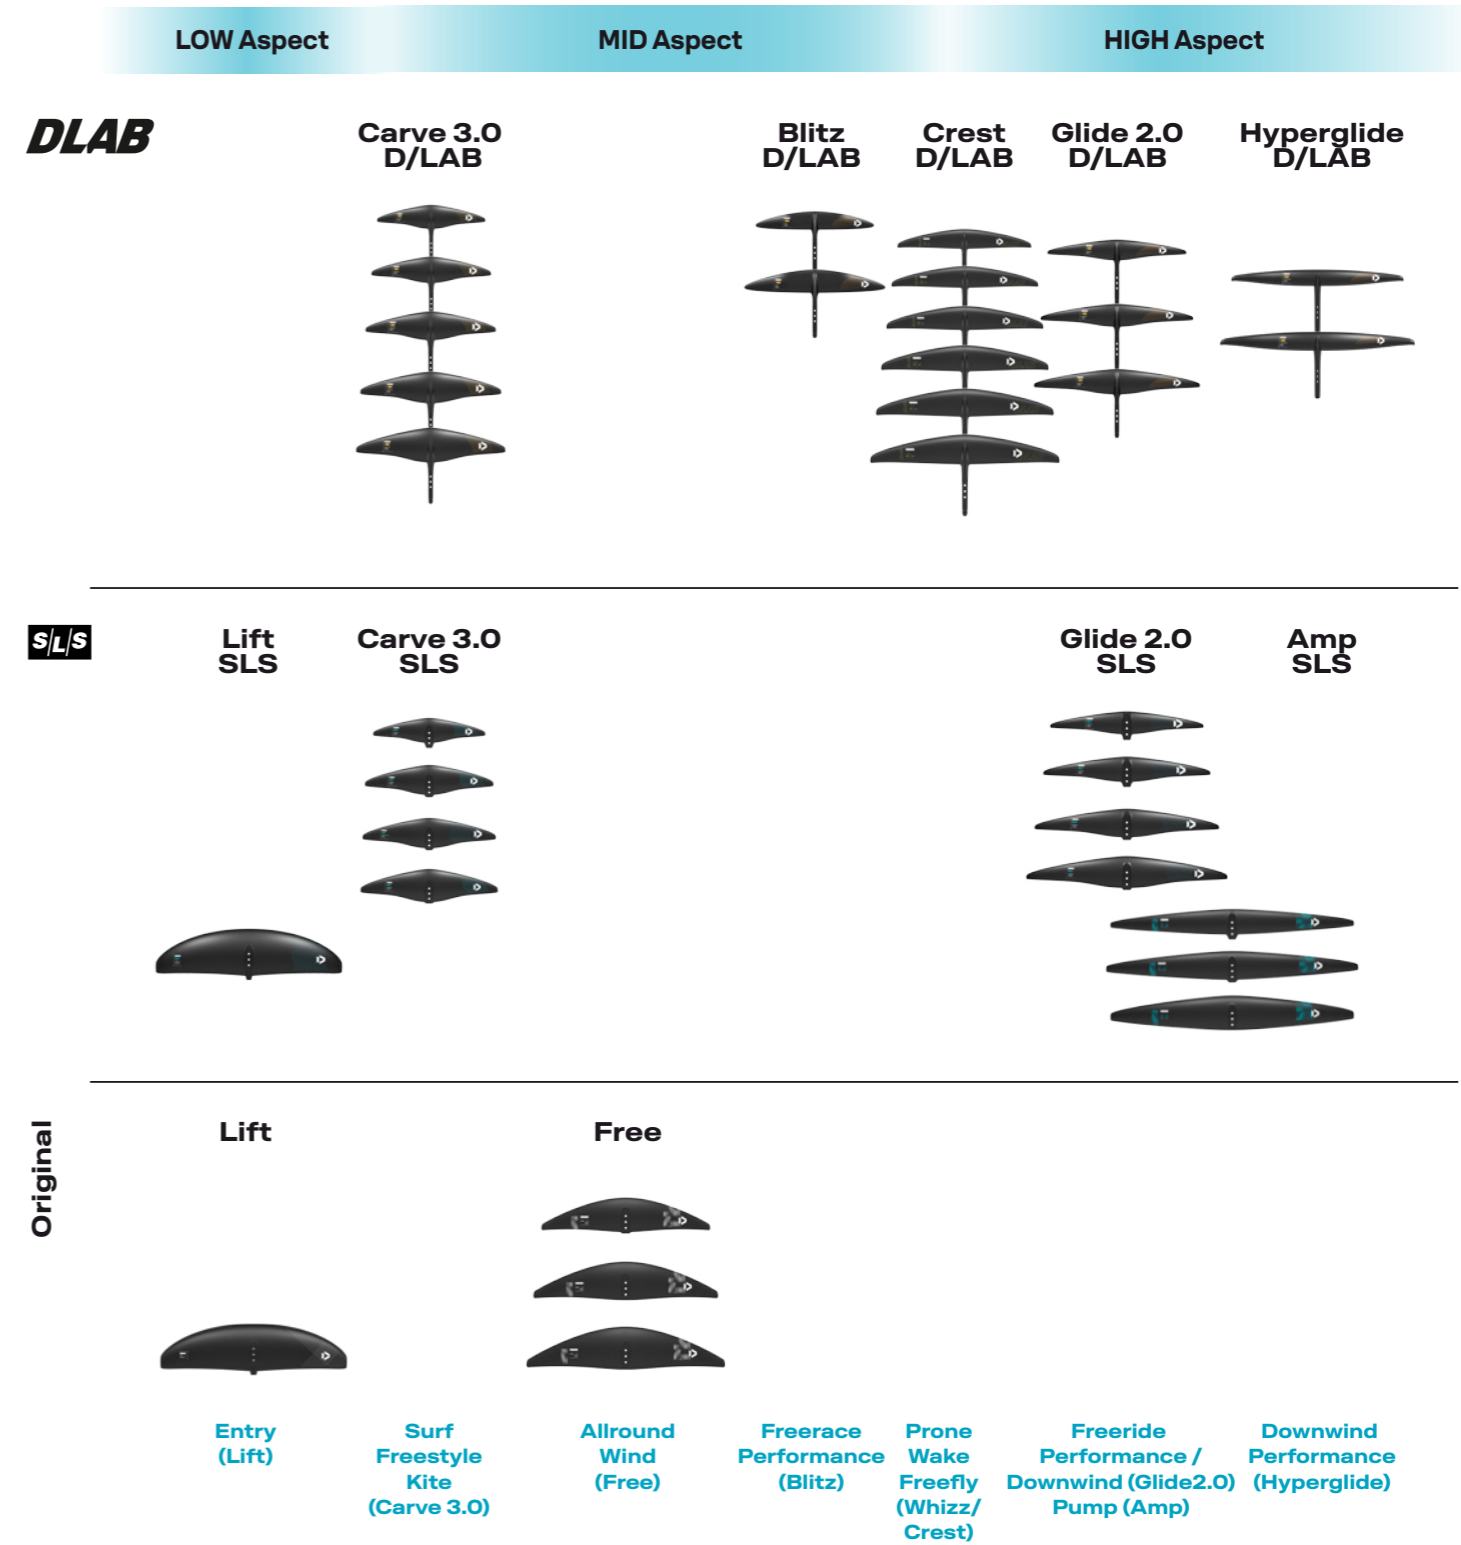 LOW Aspect
MID Aspect
HIGH Aspect
DLAB
Carve 3.0
D/LAB
Blitz
D/LAB
Crest
D/LAB
Glide 2.0
D/LAB
Hyperglide
D/LAB
S/L/S
Lift
SLS
Carve 3.0
SLS
Glide 2.0
SLS
Amp
SLS
Original
Lift
Free
Entry
(Lift)
Surf
Freestyle
Kite
(Carve 3.0)
Allround
Wind
(Free)
Freerace
Performance
(Blitz)
Prone
Wake
Freefly
(Whizz/
Crest)
Freeride
Performance /
Downwind (Glide2.0)
Pump (Amp)
Downwind
Performance
(Hyperglide)